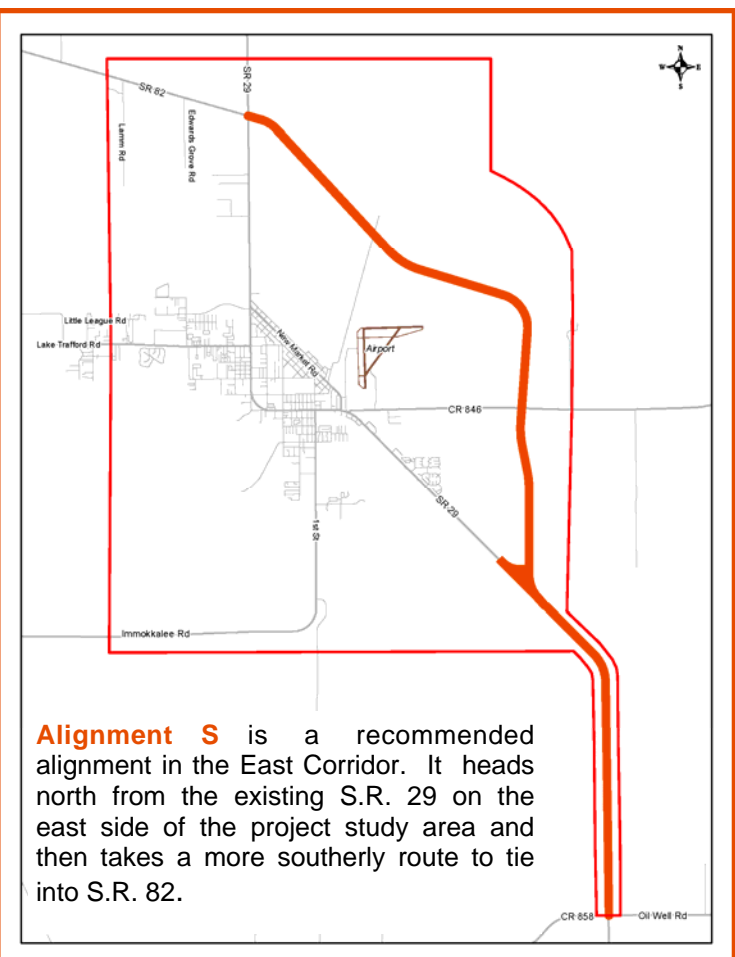 N
W E
S
SR 82
SR 29
Lamm Rd
Edwards Grove Rd
Little League Rd
Lake Trafford Rd
New Market Rd
Airport
CR 846
SR 29
1st St
Immokkalee Rd
Alignment S is a recommended
alignment in the East Corridor. It heads
north from the existing S.R. 29 on the
east side of the project study area and
then takes a more southerly route to tie
into S.R. 82.
CR 858
Oil Well Rd